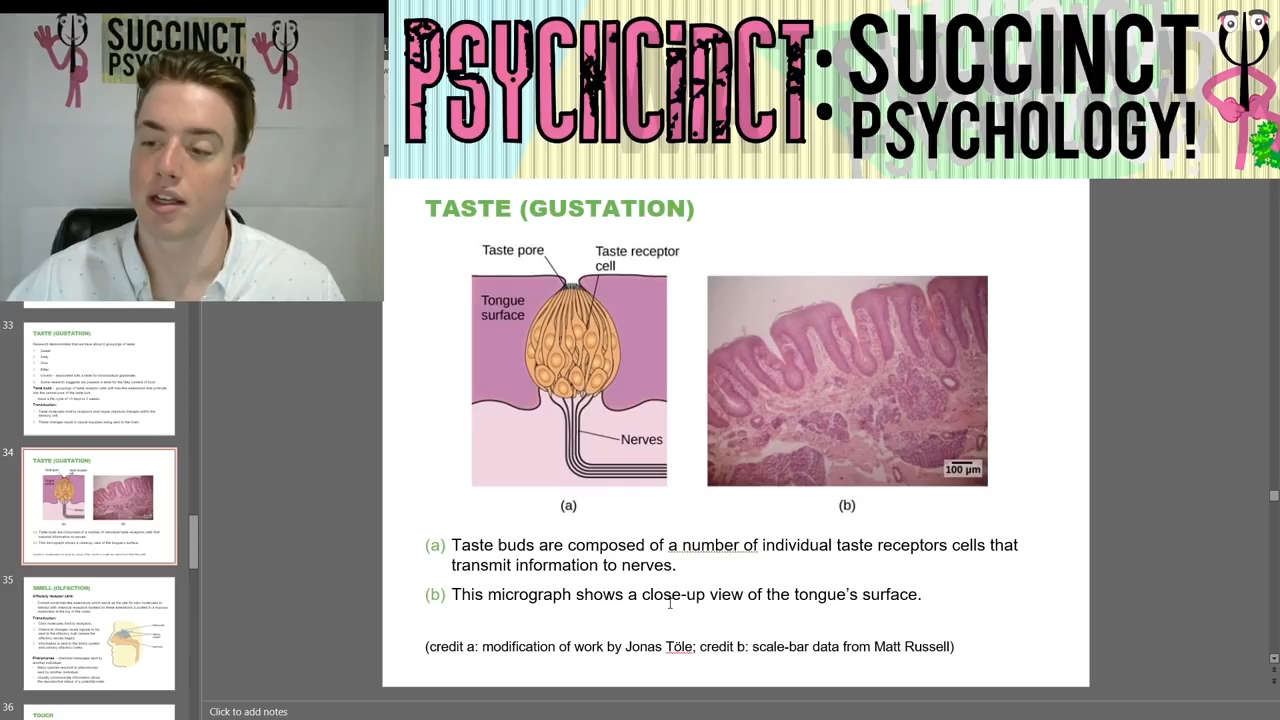 SUCCINCT
PSYCHOLOGY!
PSYCHCINCT:
SUCCINCT
PSYCHOLOGY!
TASTE (GUSTATION)
Taste pore
Taste receptor
cell
Tongue
surface
Nerves
100 μm
(a)
(b)
(a) Taste buds are composed of a number of individual taste receptors cells that
transmit information to nerves.
(b) This micrograph shows a close-up view of the tongue's surface.
(credit a: modification of work by Jonas Töle; credit b: scale-bar data from Matt Russell)
33
TASTE (GUSTATION)
34
TASTE (GUSTATION)
35
SMELL (OLFACTION)
36
TOUCH
Click to add notes